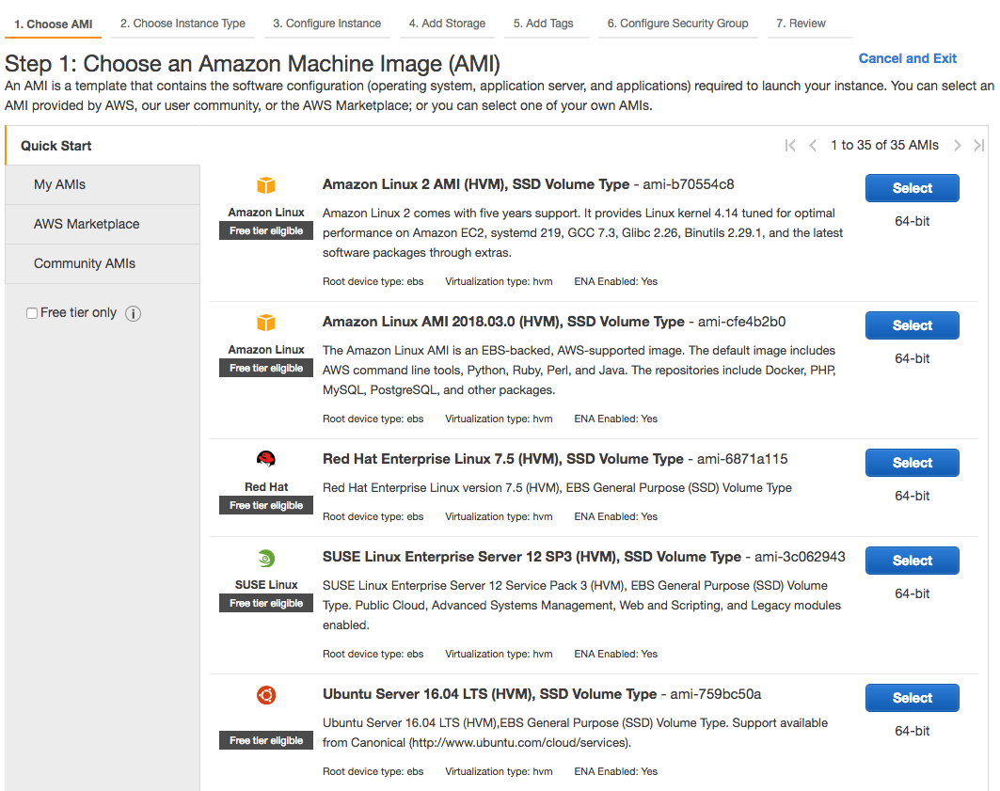 1. Choose AMI 2. Choose Instance Type 3. Configure Instance 4. Add Storage 5. Add Tags 6. Configure Security Group 7. Review
Step 1: Choose an Amazon Machine Image (AMI)
Cancel and Exit
An AMI is a template that contains the software configuration (operating system, application server, and applications) required to launch your instance. You can select an
AMI provided by AWS, our user community, or the AWS Marketplace; or you can select one of your own AMIs.
Quick Start
1 to 35 of 35 AMIs
My AMIs
AWS Marketplace
Community AMIs
Free tier only
Amazon Linux
Free tier eligible
Amazon Linux 2 AMI (HVM), SSD Volume Type - ami-b70554c8
Amazon Linux 2 comes with five years support. It provides Linux kernel 4.14 tuned for optimal
performance on Amazon EC2, systemd 219, GCC 7.3, Glibc 2.26, Binutils 2.29.1, and the latest
software packages through extras.
Root device type: ebs Virtualization type: hvm ENA Enabled: Yes
Select
64-bit
Amazon Linux
Free tier eligible
Amazon Linux AMI 2018.03.0 (HVM), SSD Volume Type - ami-cfe4b2b0
The Amazon Linux AMI is an EBS-backed, AWS-supported image. The default image includes
AWS command line tools, Python, Ruby, Perl, and Java. The repositories include Docker, PHP,
MySQL, PostgreSQL, and other packages.
Root device type: ebs Virtualization type: hvm ENA Enabled: Yes
Select
64-bit
Red Hat
Free tier eligible
Red Hat Enterprise Linux 7.5 (HVM), SSD Volume Type - ami-6871a115
Red Hat Enterprise Linux version 7.5 (HVM), EBS General Purpose (SSD) Volume Type
Root device type: ebs Virtualization type: hvm ENA Enabled: Yes
Select
64-bit
SUSE Linux
Free tier eligible
SUSE Linux Enterprise Server 12 SP3 (HVM), SSD Volume Type - ami-3c062943
SUSE Linux Enterprise Server 12 Service Pack 3 (HVM), EBS General Purpose (SSD) Volume
Type. Public Cloud, Advanced Systems Management, Web and Scripting, and Legacy modules
enabled.
Root device type: ebs Virtualization type: hvm ENA Enabled: Yes
Select
64-bit
Free tier eligible
Ubuntu Server 16.04 LTS (HVM), SSD Volume Type - ami-759bc50a
Ubuntu Server 16.04 LTS (HVM),EBS General Purpose (SSD) Volume Type. Support available
from Canonical (http://www.ubuntu.com/cloud/services).
Root device type: ebs Virtualization type: hvm ENA Enabled: Yes
Select
64-bit